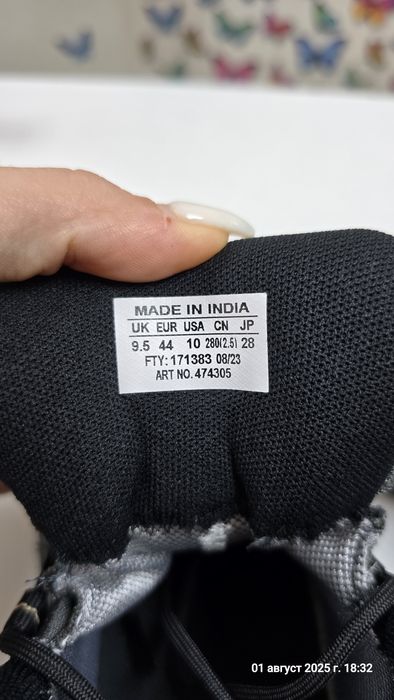 MADE IN INDIA
UK EUR USA CN JP
9.5 44 10 280(2.5) 28
FTY: 171383 08/23
ART NO. 474305
01 август 2025 г. 18:32